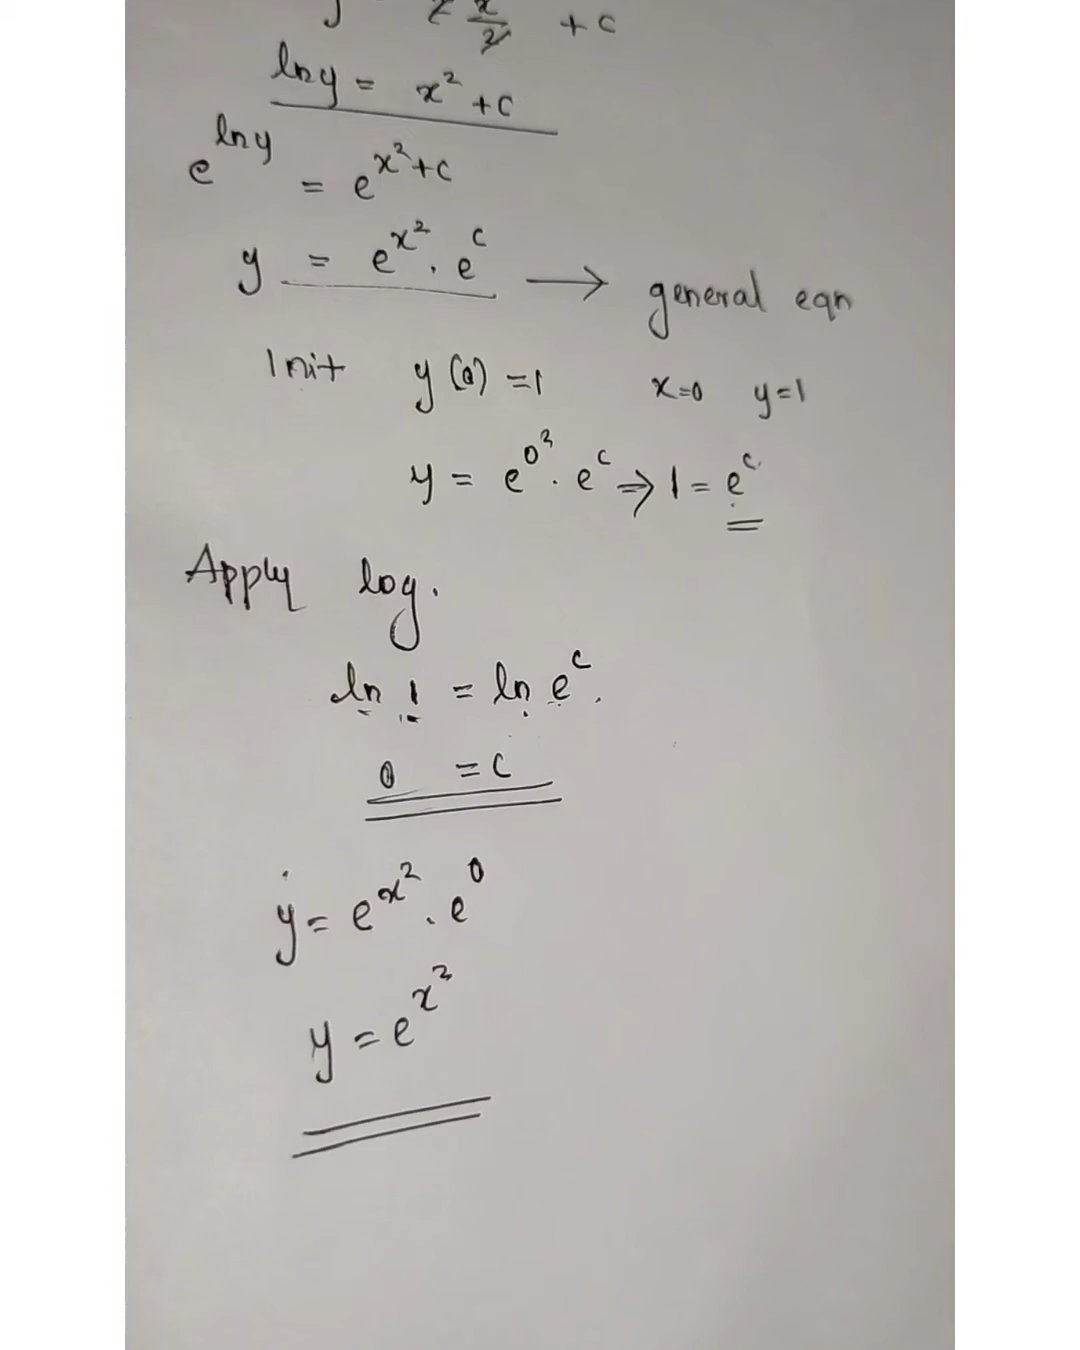 + c
ln y = x² + c
e^ln y = e^x²+c
y = e^x² . e^c → general eqn
Init y(0) = 1 x=0 y=1
y = e^0² . e^c ⇒ 1 = e^c
Apply log.
ln 1 = ln e^c.
0 = c
y = e^x² . e^0
y = e^x²